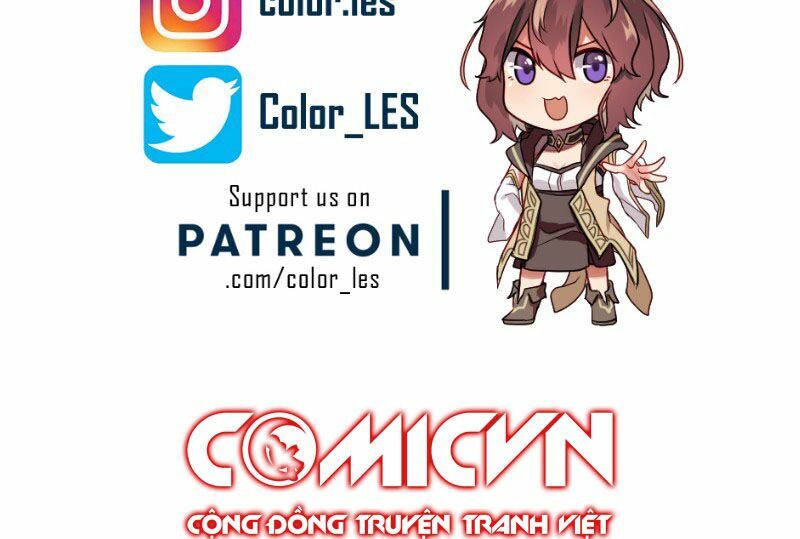 color.les
Color_LES
Support us on
PATREON
.com/color_les
COMICVN
CỘNG ĐỒNG TRUYỆN TRANH VIỆT